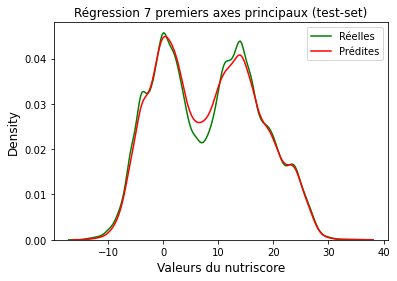 Régression 7 premiers axes principaux (test-set)
Réelles
Prédites
Density
0.04
0.03
0.02
0.01
0.00
−10
0
10
20
30
40
Valeurs du nutriscore